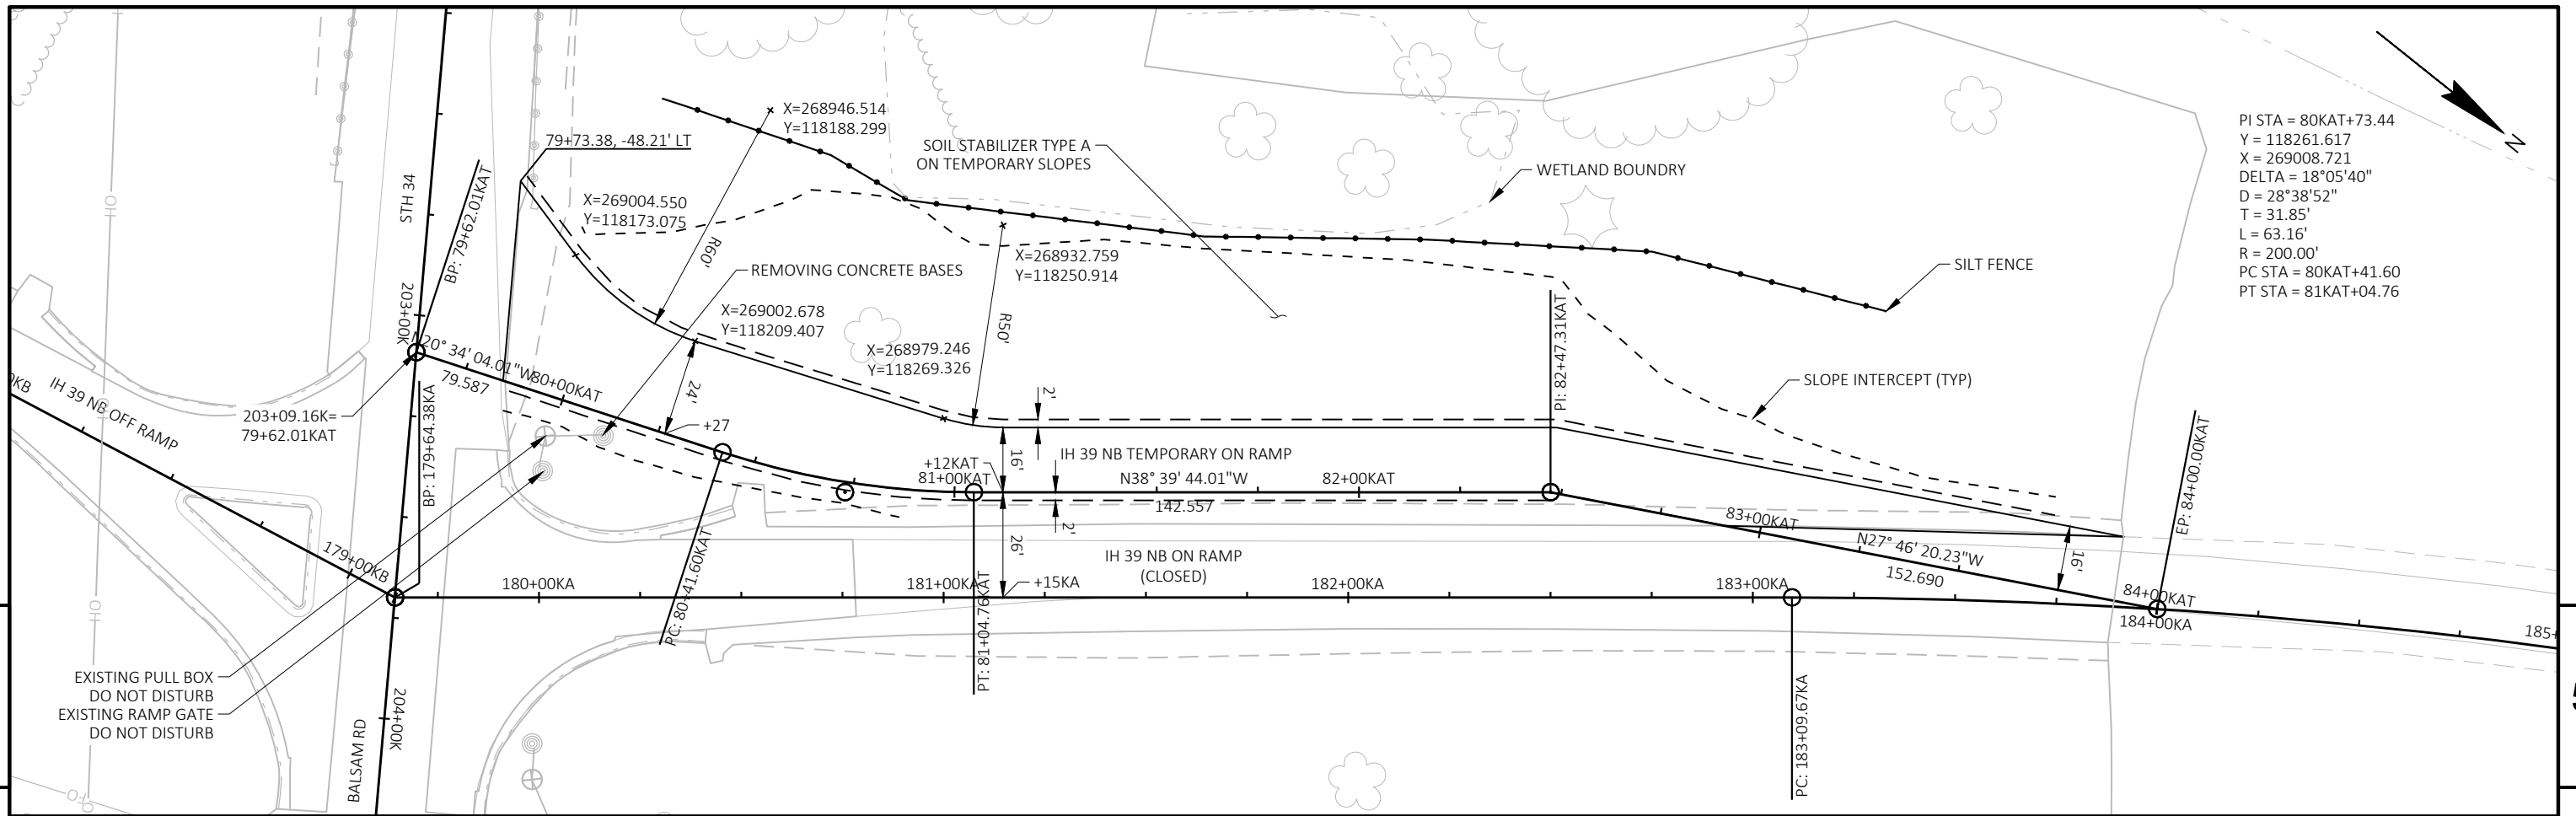 X=268946.514
Y=118188.299
79+73.38, -48.21' LT
SOIL STABILIZER TYPE A
ON TEMPORARY SLOPES
WETLAND BOUNDRY
N
PI STA = 80KAT+73.44
Y = 118261.617
X = 269008.721
DELTA = 18°05'40"
D = 28°38'52"
T = 31.85'
L = 63.16'
R = 200.00'
PC STA = 80KAT+41.60
PT STA = 81KAT+04.76
OH
STH 34
BP: 79+62.01KAT
X=269004.550
Y=118173.075
R60'
REMOVING CONCRETE BASES
X=268932.759
Y=118250.914
SILT FENCE
203+00K
X=269002.678
Y=118209.407
R50'
PI: 82+47.31KAT
N20° 34' 04.01"W
79.587
80+00KAT
24'
X=268979.246
Y=118269.326
2'
SLOPE INTERCEPT (TYP)
0KB
IH 39 NB OFF RAMP
OH
203+09.16K=
79+62.01KAT
BP: 179+64.38KA
+27
16'
IH 39 NB TEMPORARY ON RAMP
+12KAT
81+00KAT
N38° 39' 44.01"W
82+00KAT
142.557
EP: 84+00.00KAT
83+00KAT
2'
26'
N27° 46' 20.23"W
152.690
16'
179+00KB
180+00KA
PC: 80+41.60KAT
181+00KA
PT: 81+04.76KAT
+15KA
IH 39 NB ON RAMP
(CLOSED)
182+00KA
183+00KA
84+00KAT
184+00KA
185+
OH
EXISTING PULL BOX
DO NOT DISTURB
EXISTING RAMP GATE
DO NOT DISTURB
204+00K
BALSAM RD
PC: 183+09.67KA